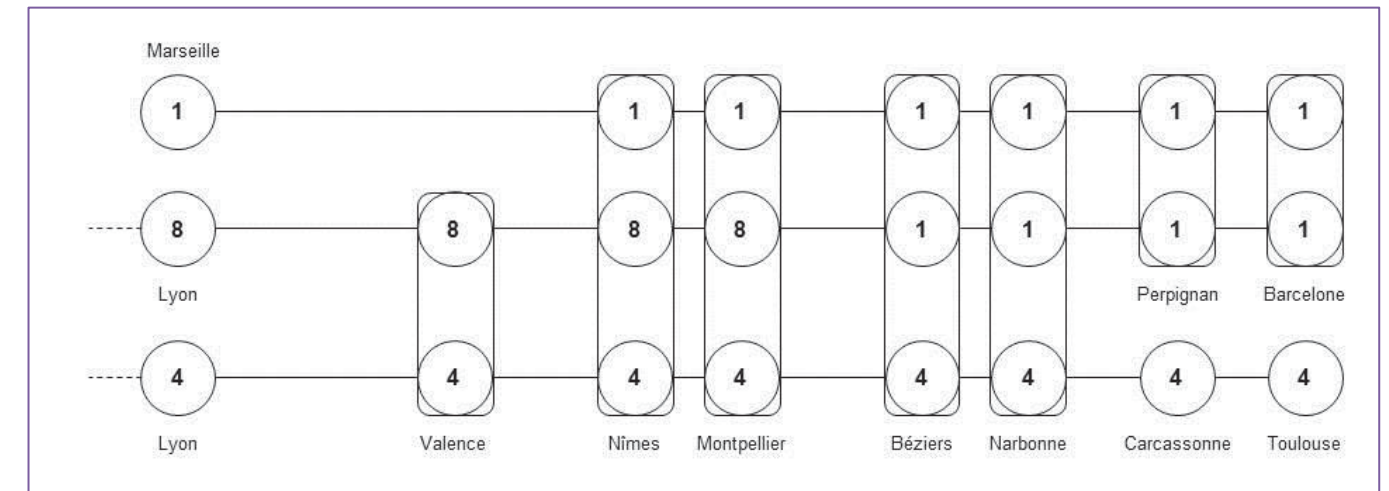 Marseille
1 1 1 1 1 1 1
8 8 8 8 1 1 1 1
Lyon Perpignan Barcelone
4 4 4 4 4 4 4 4
Lyon Valence Nîmes Montpellier Béziers Narbonne Carcassonne Toulouse